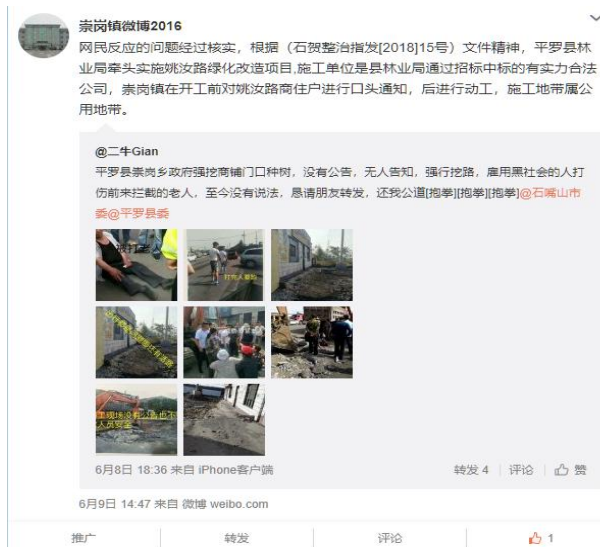 崇岗镇微博2016
网民反应的问题经过核实，根据（石贺整治指发[2018]15号）文件精神，平罗县林
业局牵头实施姚汝路绿化改造项目,施工单位是县林业局通过招标中标的有实力合法
公司，崇岗镇在开工前对姚汝路商住户进行口头通知，后进行动工，施工地带属公
用地带。
@二牛Gian
平罗县崇岗乡政府强挖商铺门口种树，没有公告，无人告知，强行挖路，雇用黑社会的人打
伤前来拦截的老人，至今没有说法，恳请朋友转发，还我公道[抱拳][抱拳][抱拳]@石嘴山市
委@平罗县委
打完人要跑
6月8日 18:36 来自 iPhone客户端
转发 4 评论 赞
6月9日 14:47 来自 微博 weibo.com
推广 转发 评论 1